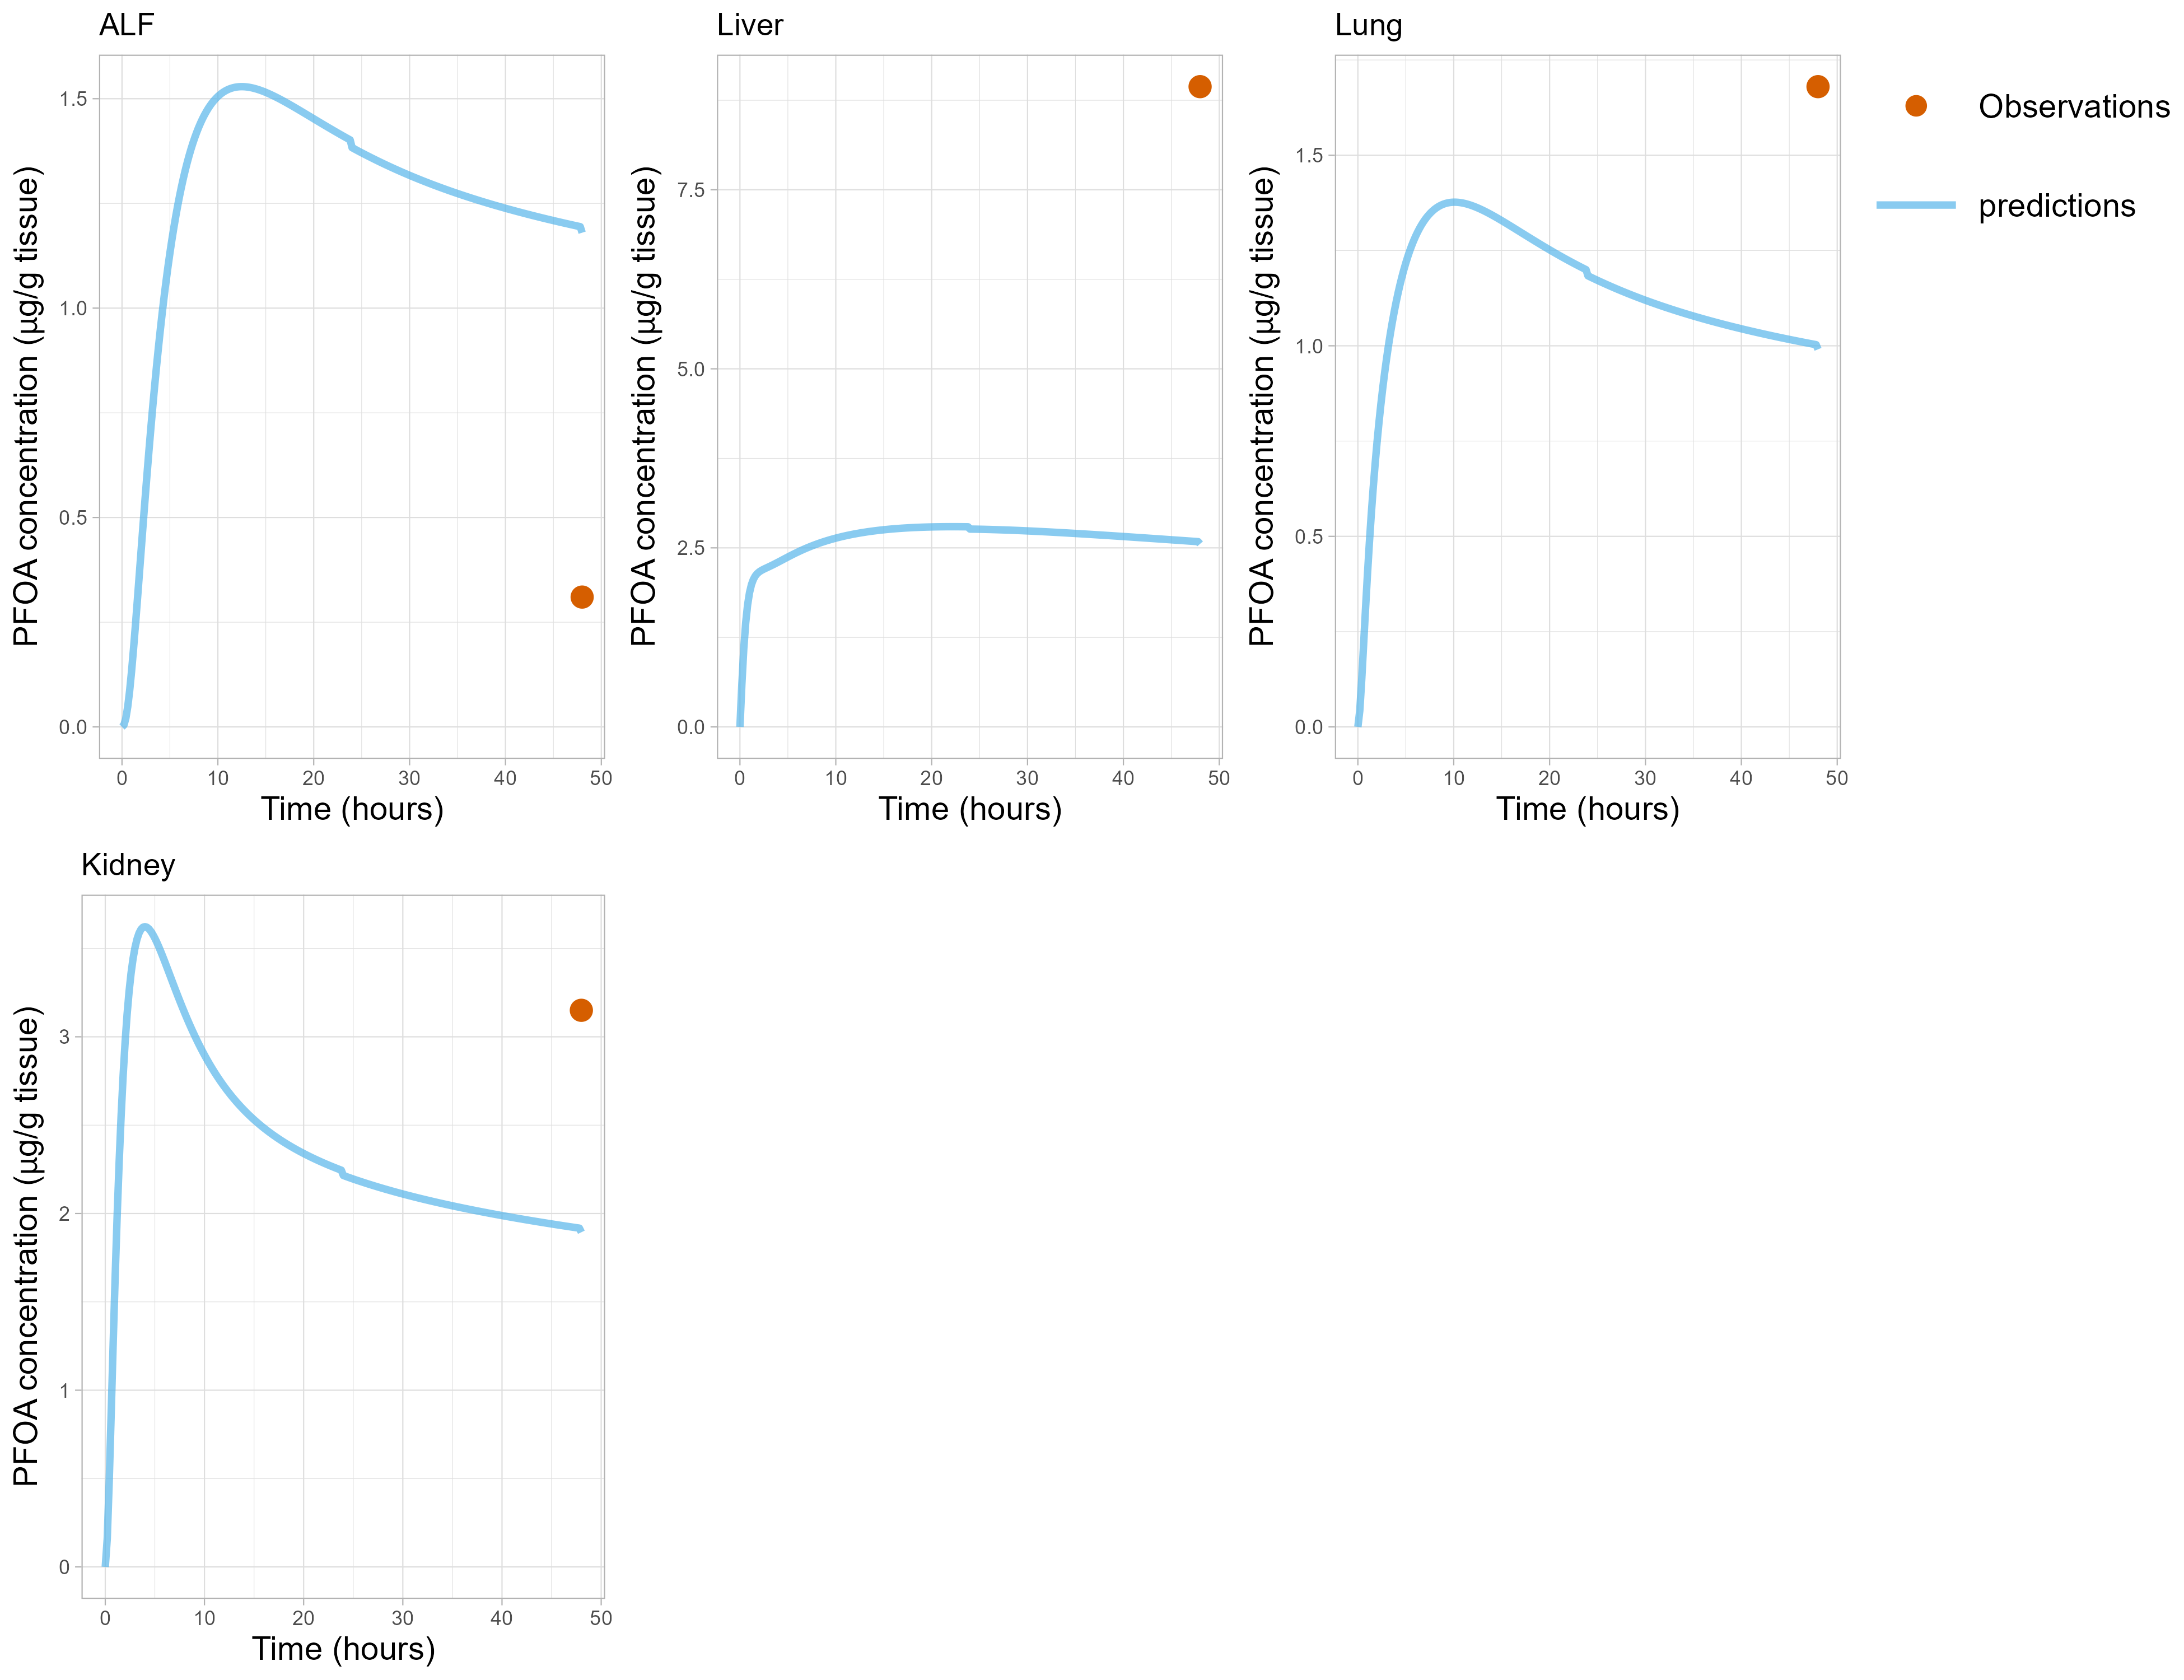 ALF
PFOA concentration (µg/g tissue)
1.5
1.0
0.5
0.0
0 10 20 30 40 50
Time (hours)
Liver
PFOA concentration (µg/g tissue)
7.5
5.0
2.5
0.0
0 10 20 30 40 50
Time (hours)
Lung
PFOA concentration (µg/g tissue)
1.5
1.0
0.5
0.0
0 10 20 30 40 50
Time (hours)
Observations
predictions
Kidney
PFOA concentration (µg/g tissue)
3
2
1
0
0 10 20 30 40 50
Time (hours)